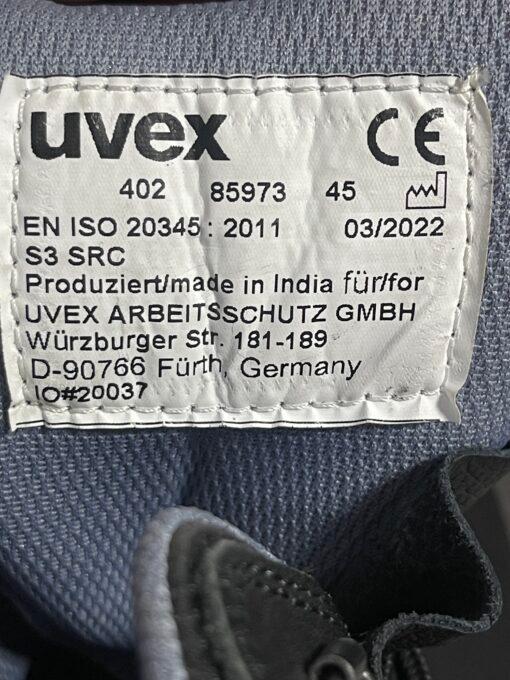 uvex CE
402 85973 45
EN ISO 20345: 2011 03/2022
S3 SRC
Produziert/made in India für/for
UVEX ARBEITSSCHUTZ GMBH
Würzburger Str. 181-189
D-90766 Fürth, Germany
IO#20037